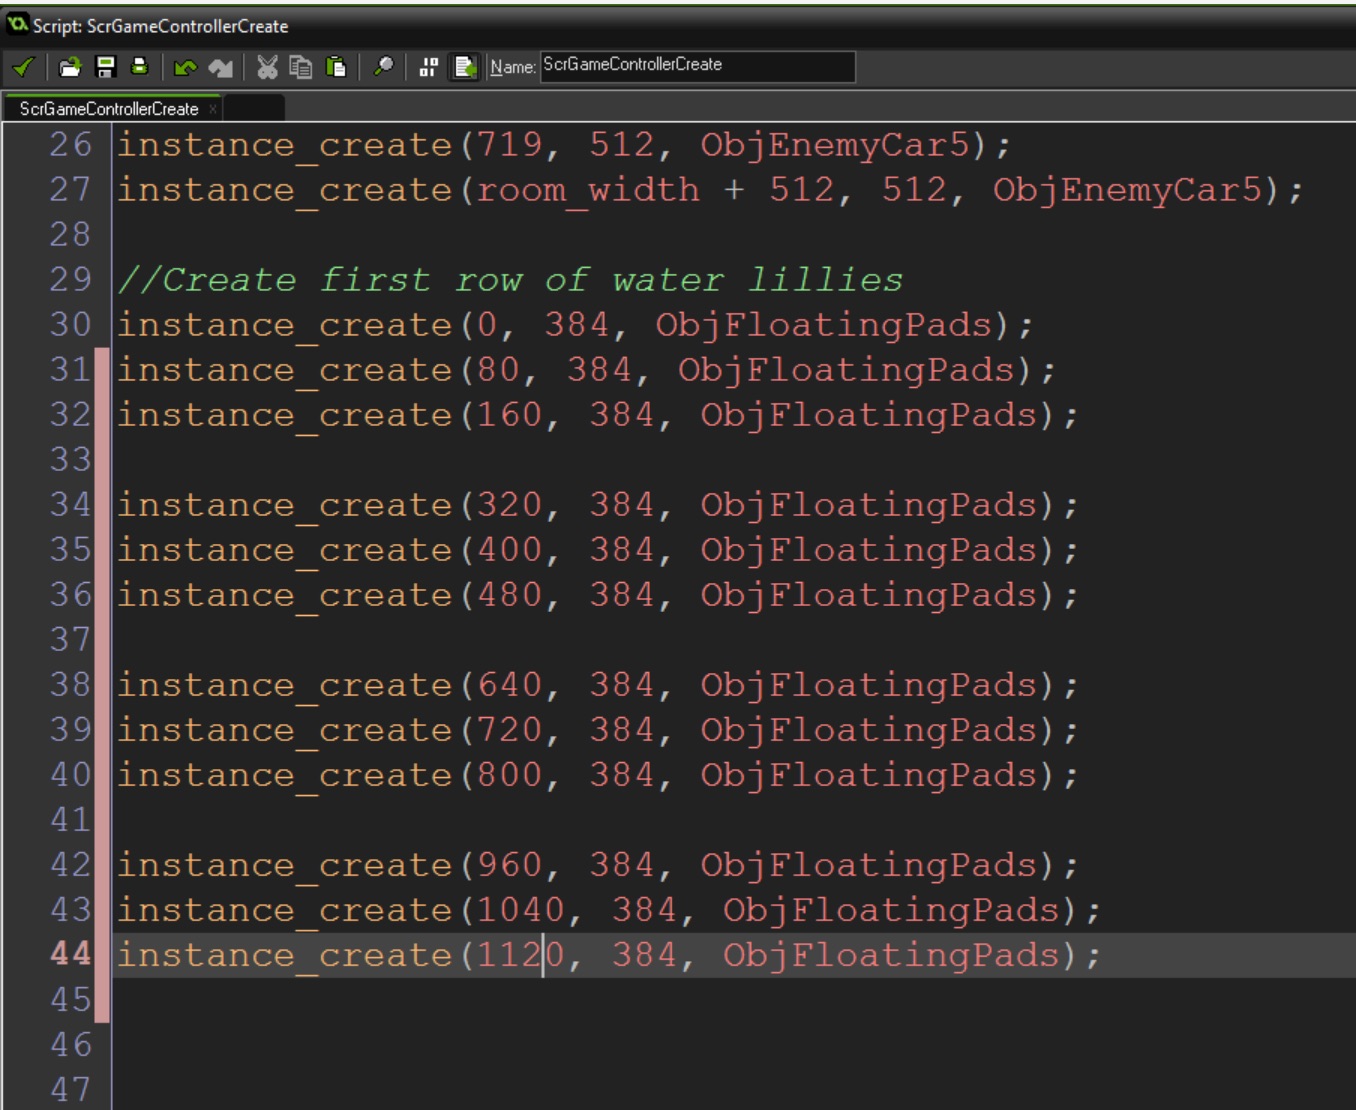 Script: ScrGameControllerCreate
Name: ScrGameControllerCreate
ScrGameControllerCreate ×
26 instance_create(719, 512, ObjEnemyCar5);
27 instance_create(room_width + 512, 512, ObjEnemyCar5);
28
29 //Create first row of water lillies
30 instance_create(0, 384, ObjFloatingPads);
31 instance_create(80, 384, ObjFloatingPads);
32 instance_create(160, 384, ObjFloatingPads);
33
34 instance_create(320, 384, ObjFloatingPads);
35 instance_create(400, 384, ObjFloatingPads);
36 instance_create(480, 384, ObjFloatingPads);
37
38 instance_create(640, 384, ObjFloatingPads);
39 instance_create(720, 384, ObjFloatingPads);
40 instance_create(800, 384, ObjFloatingPads);
41
42 instance_create(960, 384, ObjFloatingPads);
43 instance_create(1040, 384, ObjFloatingPads);
44 instance_create(1120, 384, ObjFloatingPads);
45
46
47